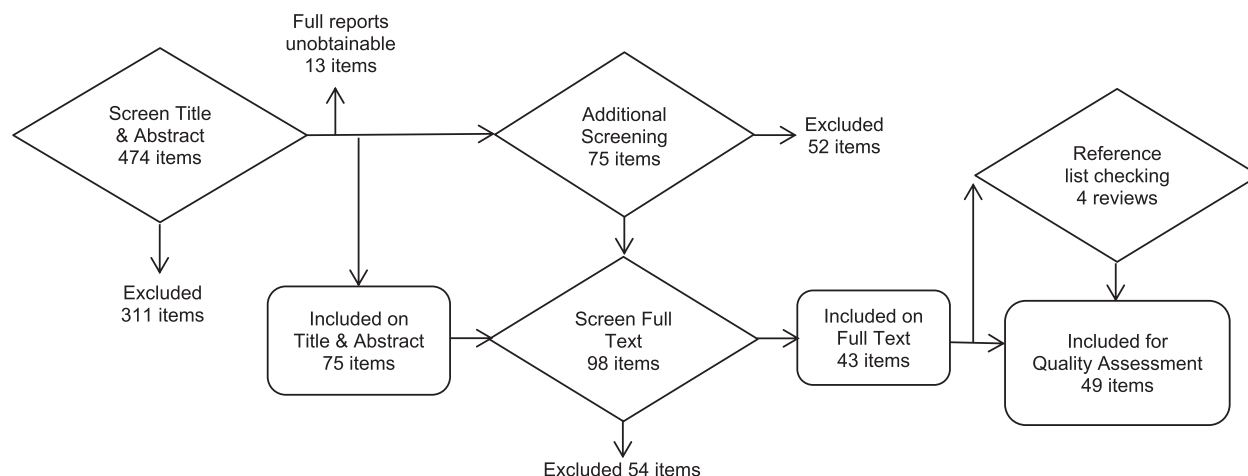 Full reports
unobtainable
13 items
Screen Title
& Abstract
474 items
Additional
Screening
75 items
Excluded
52 items
Reference
list checking
4 reviews
Excluded
311 items
Included on
Title & Abstract
75 items
Screen Full
Text
98 items
Included on
Full Text
43 items
Included for
Quality Assessment
49 items
Excluded 54 items